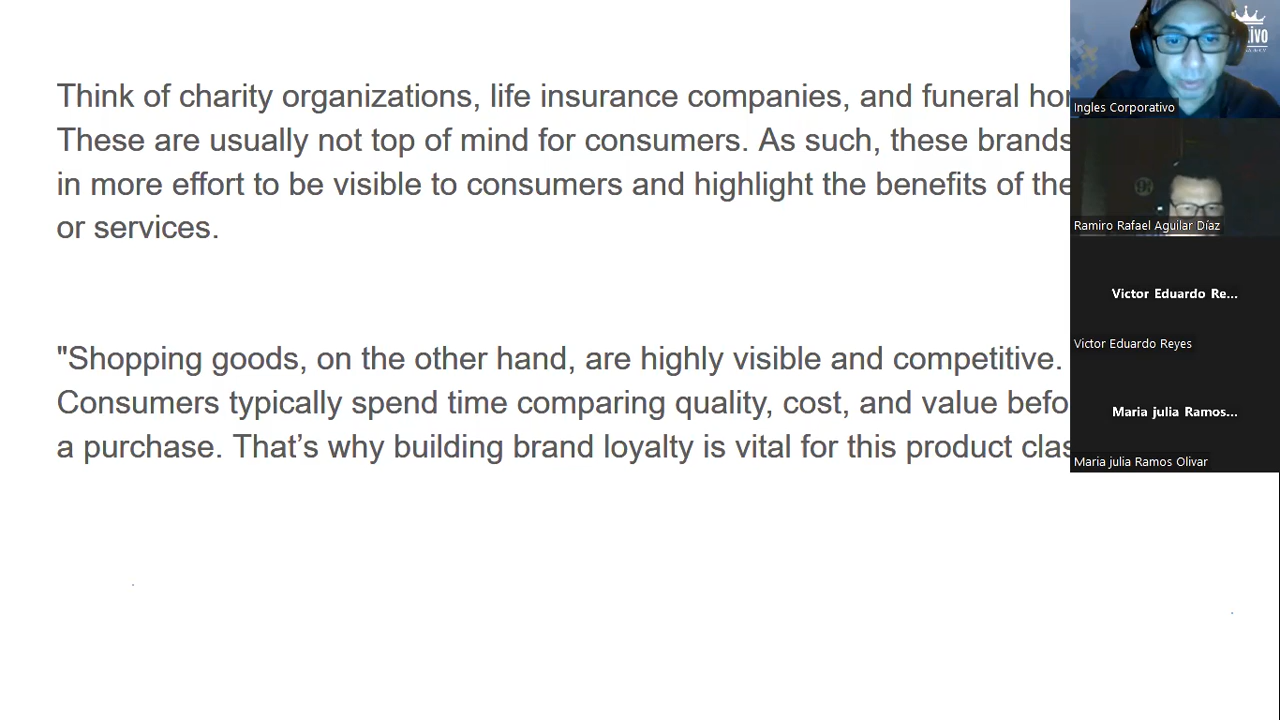 Think of charity organizations, life insurance companies, and funeral
These are usually not top of mind for consumers. As such, these brands
in more effort to be visible to consumers and highlight the benefits of
or services.
"Shopping goods, on the other hand, are highly visible and competitive.
Consumers typically spend time comparing quality, cost, and value
a purchase. That’s why building brand loyalty is vital for this product
Ingles Corporativo
Ramiro Rafael Aguilar Díaz
Victor Eduardo Re...
Victor Eduardo Reyes
Maria julia Ramos...
Maria julia Ramos Olivar